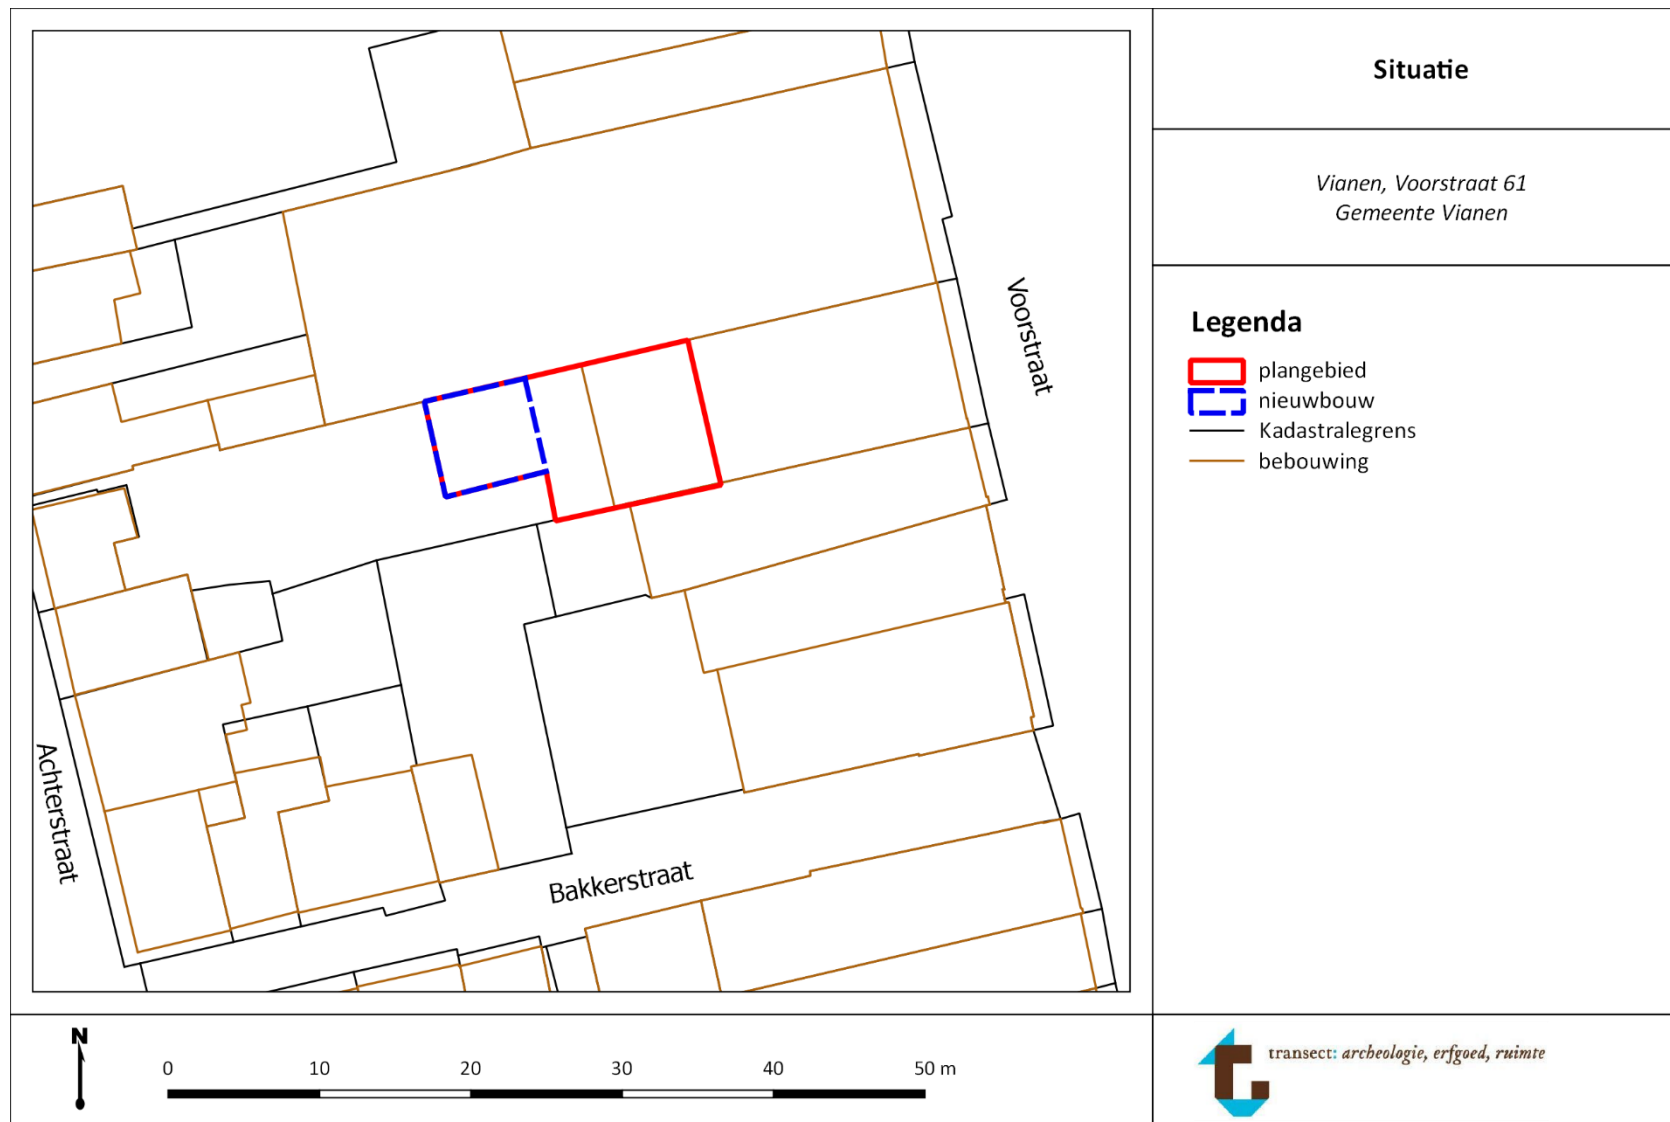 Situatie
Vianen, Voorstraat 61
Gemeente Vianen
Legenda
plangebied
nieuwbouw
Kadastralegrens
bebouwing
Voorstraat
Achterstraat
Bakkerstraat
N
0 10 20 30 40 50 m
transect: archeologie, erfgoed, ruimte